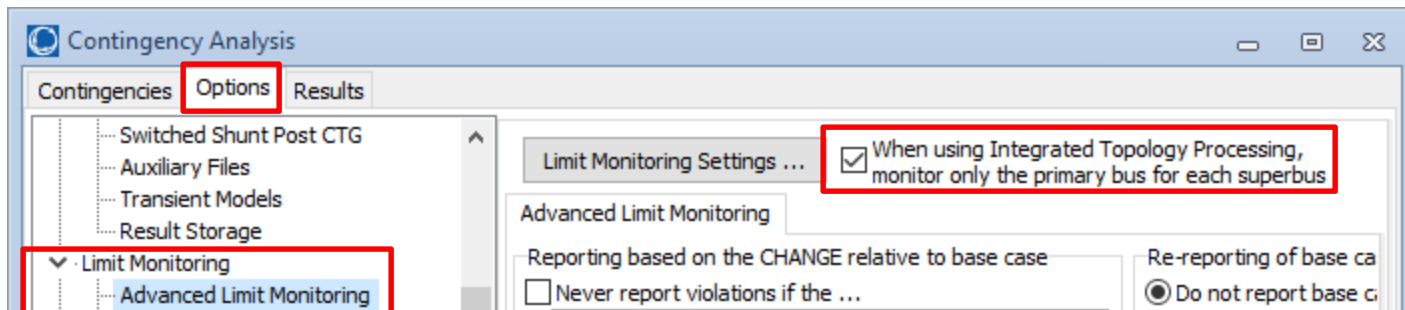 Contingency Analysis
Contingencies Options Results
Switched Shunt Post CTG
Auxiliary Files
Transient Models
Result Storage
Limit Monitoring
Advanced Limit Monitoring
Limit Monitoring Settings ...
When using Integrated Topology Processing,
monitor only the primary bus for each superbus
Advanced Limit Monitoring
Reporting based on the CHANGE relative to base case
Never report violations if the ...
Re-reporting of base ca
Do not report base c